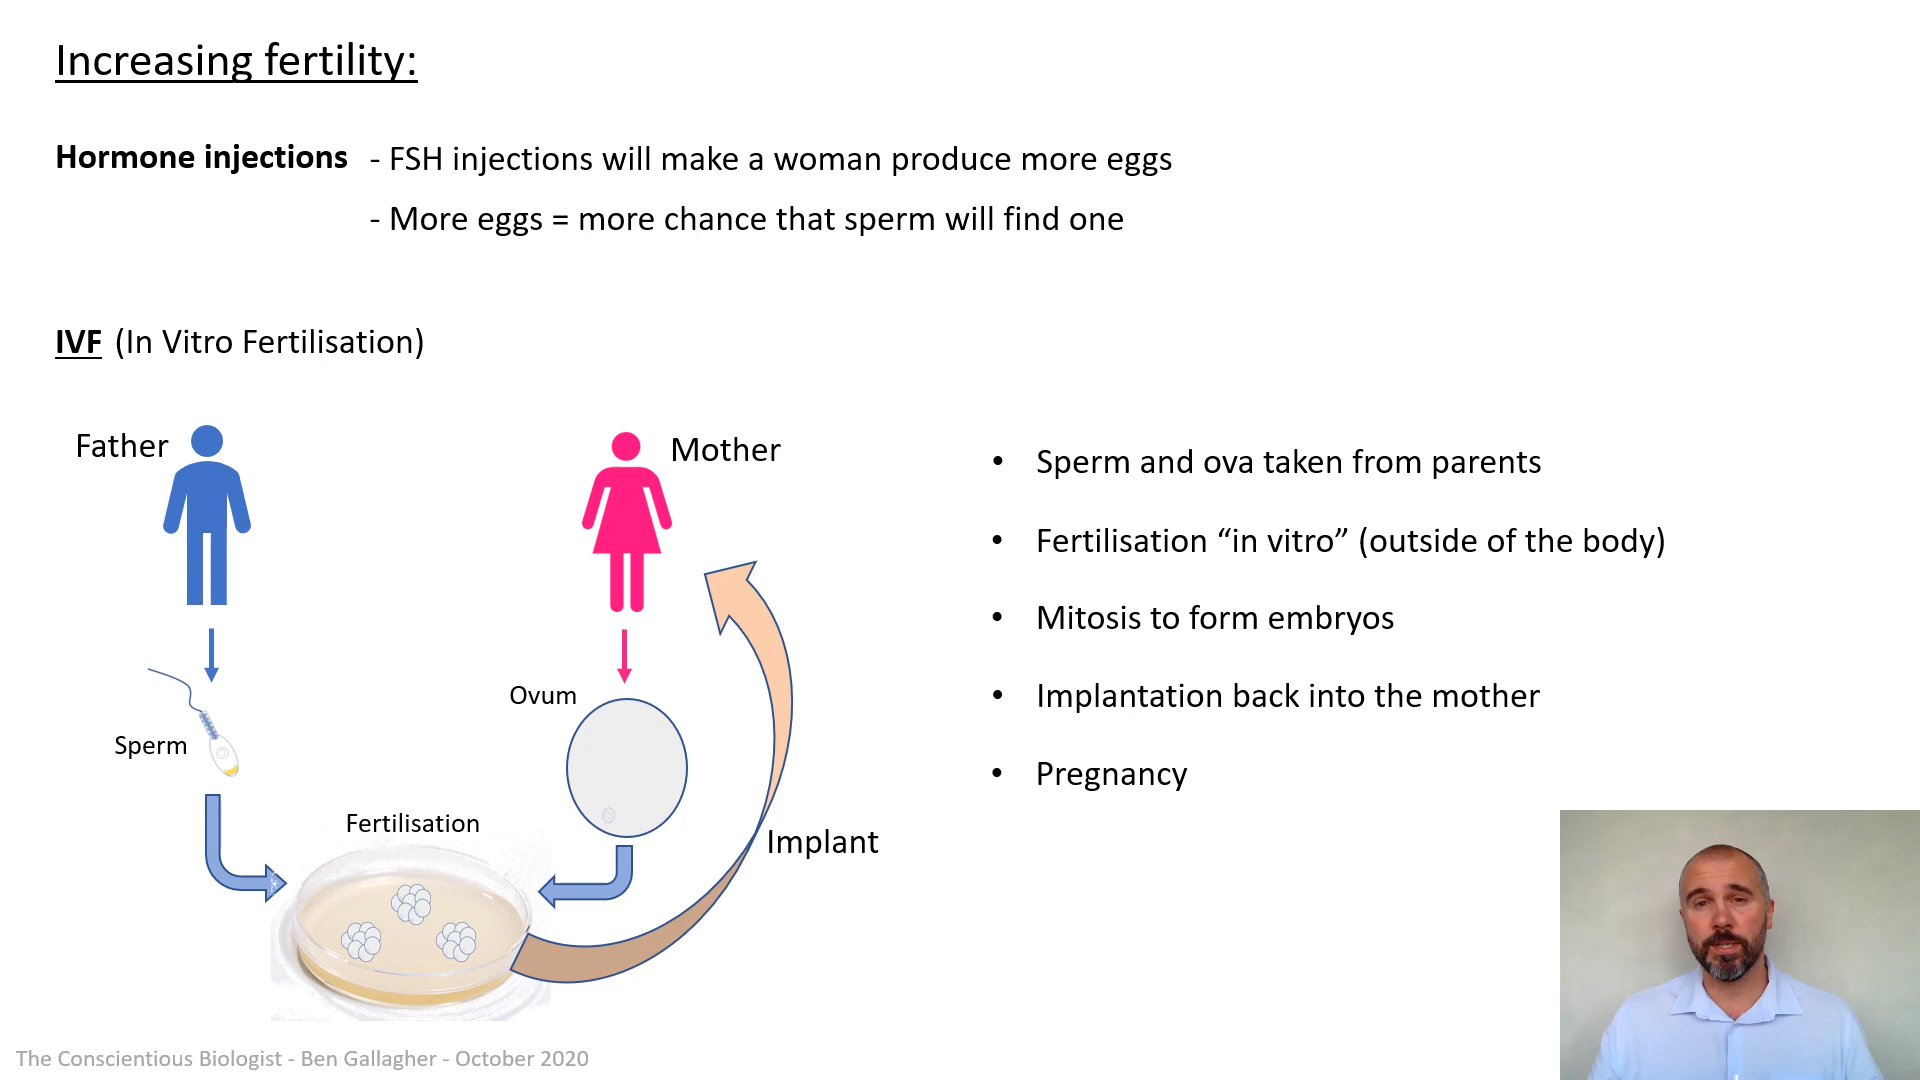 Increasing fertility:
Hormone injections - FSH injections will make a woman produce more eggs
- More eggs = more chance that sperm will find one
IVF (In Vitro Fertilisation)
Father
Mother
Ovum
Sperm
Fertilisation
Implant
• Sperm and ova taken from parents
• Fertilisation “in vitro” (outside of the body)
• Mitosis to form embryos
• Implantation back into the mother
• Pregnancy
The Conscientious Biologist - Ben Gallagher - October 2020